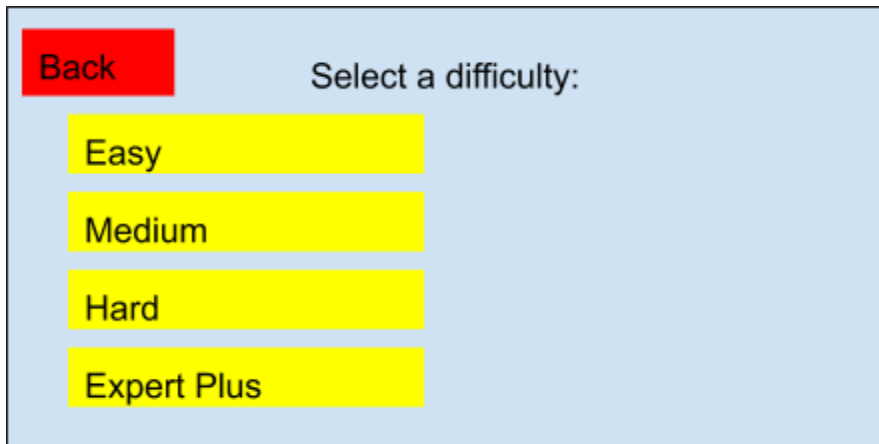 Back
Select a difficulty:
Easy
Medium
Hard
Expert Plus